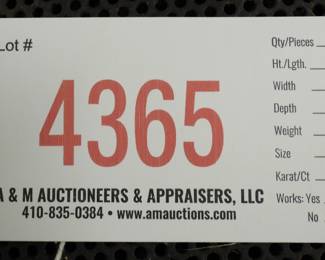 Lot #
4365
A & M AUCTIONEERS & APPRAISERS, LLC
410-835-0384 • www.amauctions.com
Qty/Pieces
Ht./Lgth.
Width
Depth
Weight
Size
Karat/Ct
Works: Yes
No